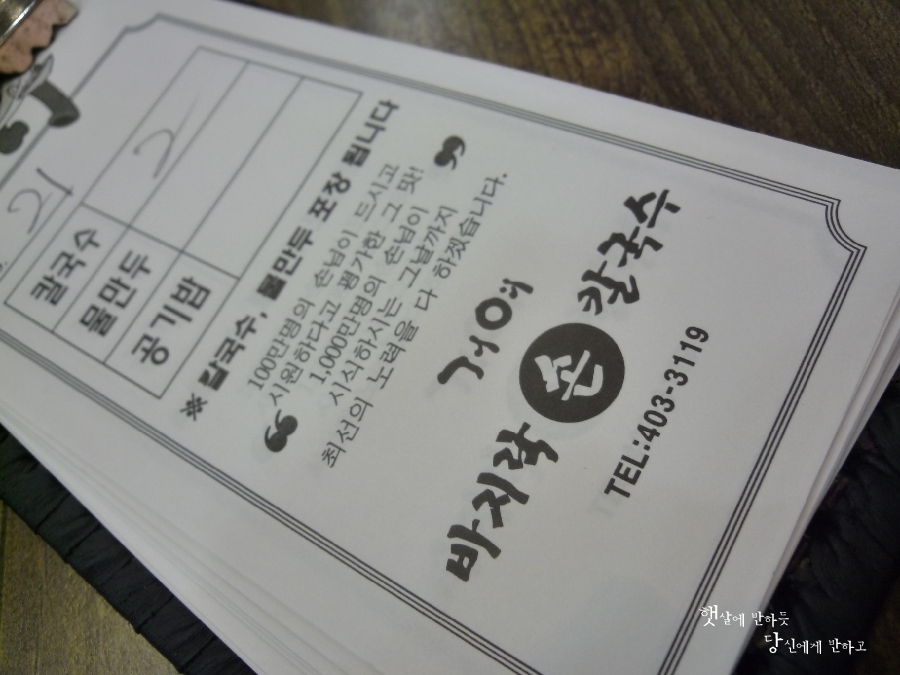 칼국수
물만두 2
공기밥
※ 칼국수, 물만두 포장 됩니다
❝
100만명의 손님이 드시고
시원하다고 평가한 그 맛!
1,000만명의 손님이
시식하시는 그날까지
최선의 노력을 다 하겠습니다.
❞
거여
바지락 손 칼국수
TEL:403-3119
햇살에 반하듯
당신에게 반하고